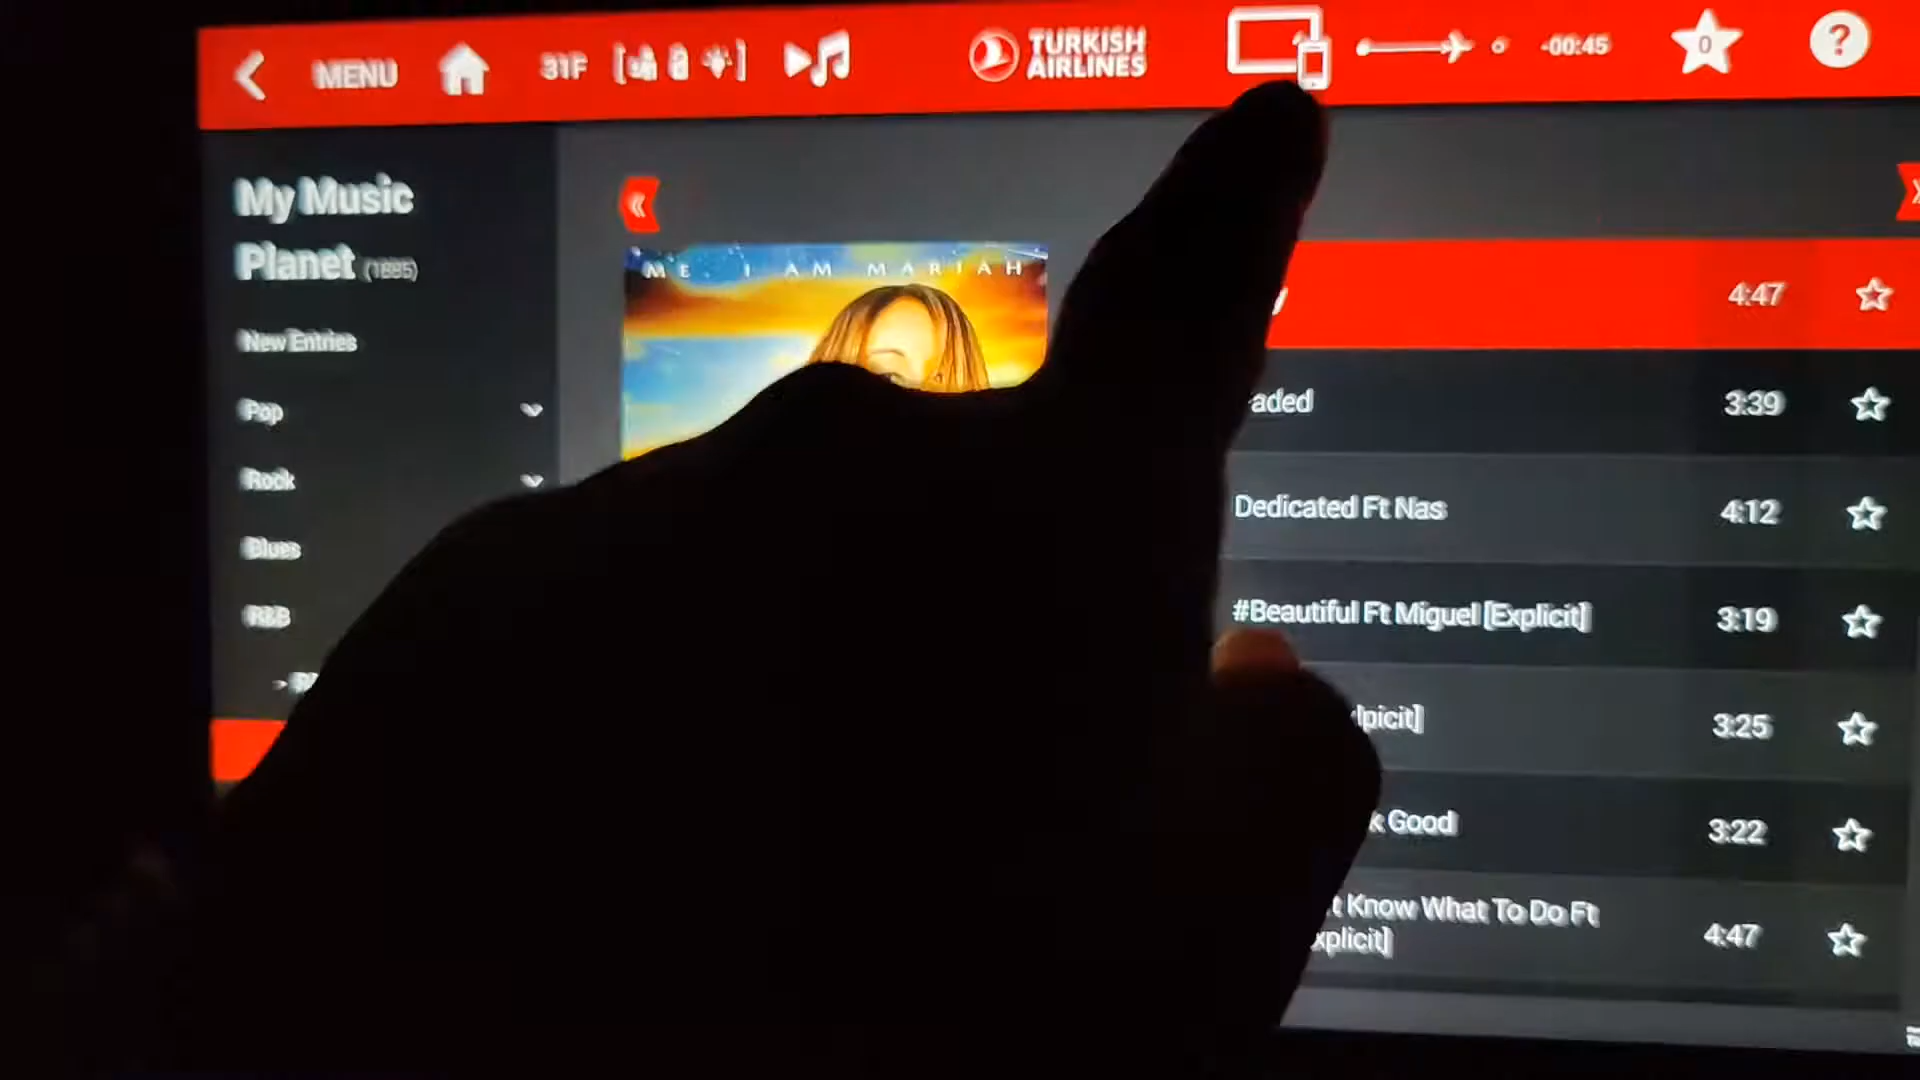 MENU
31F
TURKISH
AIRLINES
-00:45
0
?
My Music
Planet (1885)
New Entries
Pop
Rock
Blues
R&B
ME. I AM MARIAH
4:47
aded
3:39
Dedicated Ft Nas
4:12
#Beautiful Ft Miguel [Explicit]
3:19
lpicit]
3:25
k Good
3:22
t Know What To Do Ft
xplicit]
4:47